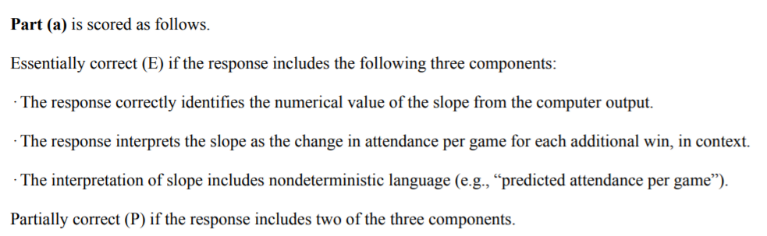 Part (a) is scored as follows.
Essentially correct (E) if the response includes the following three components:
· The response correctly identifies the numerical value of the slope from the computer output.
· The response interprets the slope as the change in attendance per game for each additional win, in context.
· The interpretation of slope includes nondeterministic language (e.g., “predicted attendance per game”).
Partially correct (P) if the response includes two of the three components.